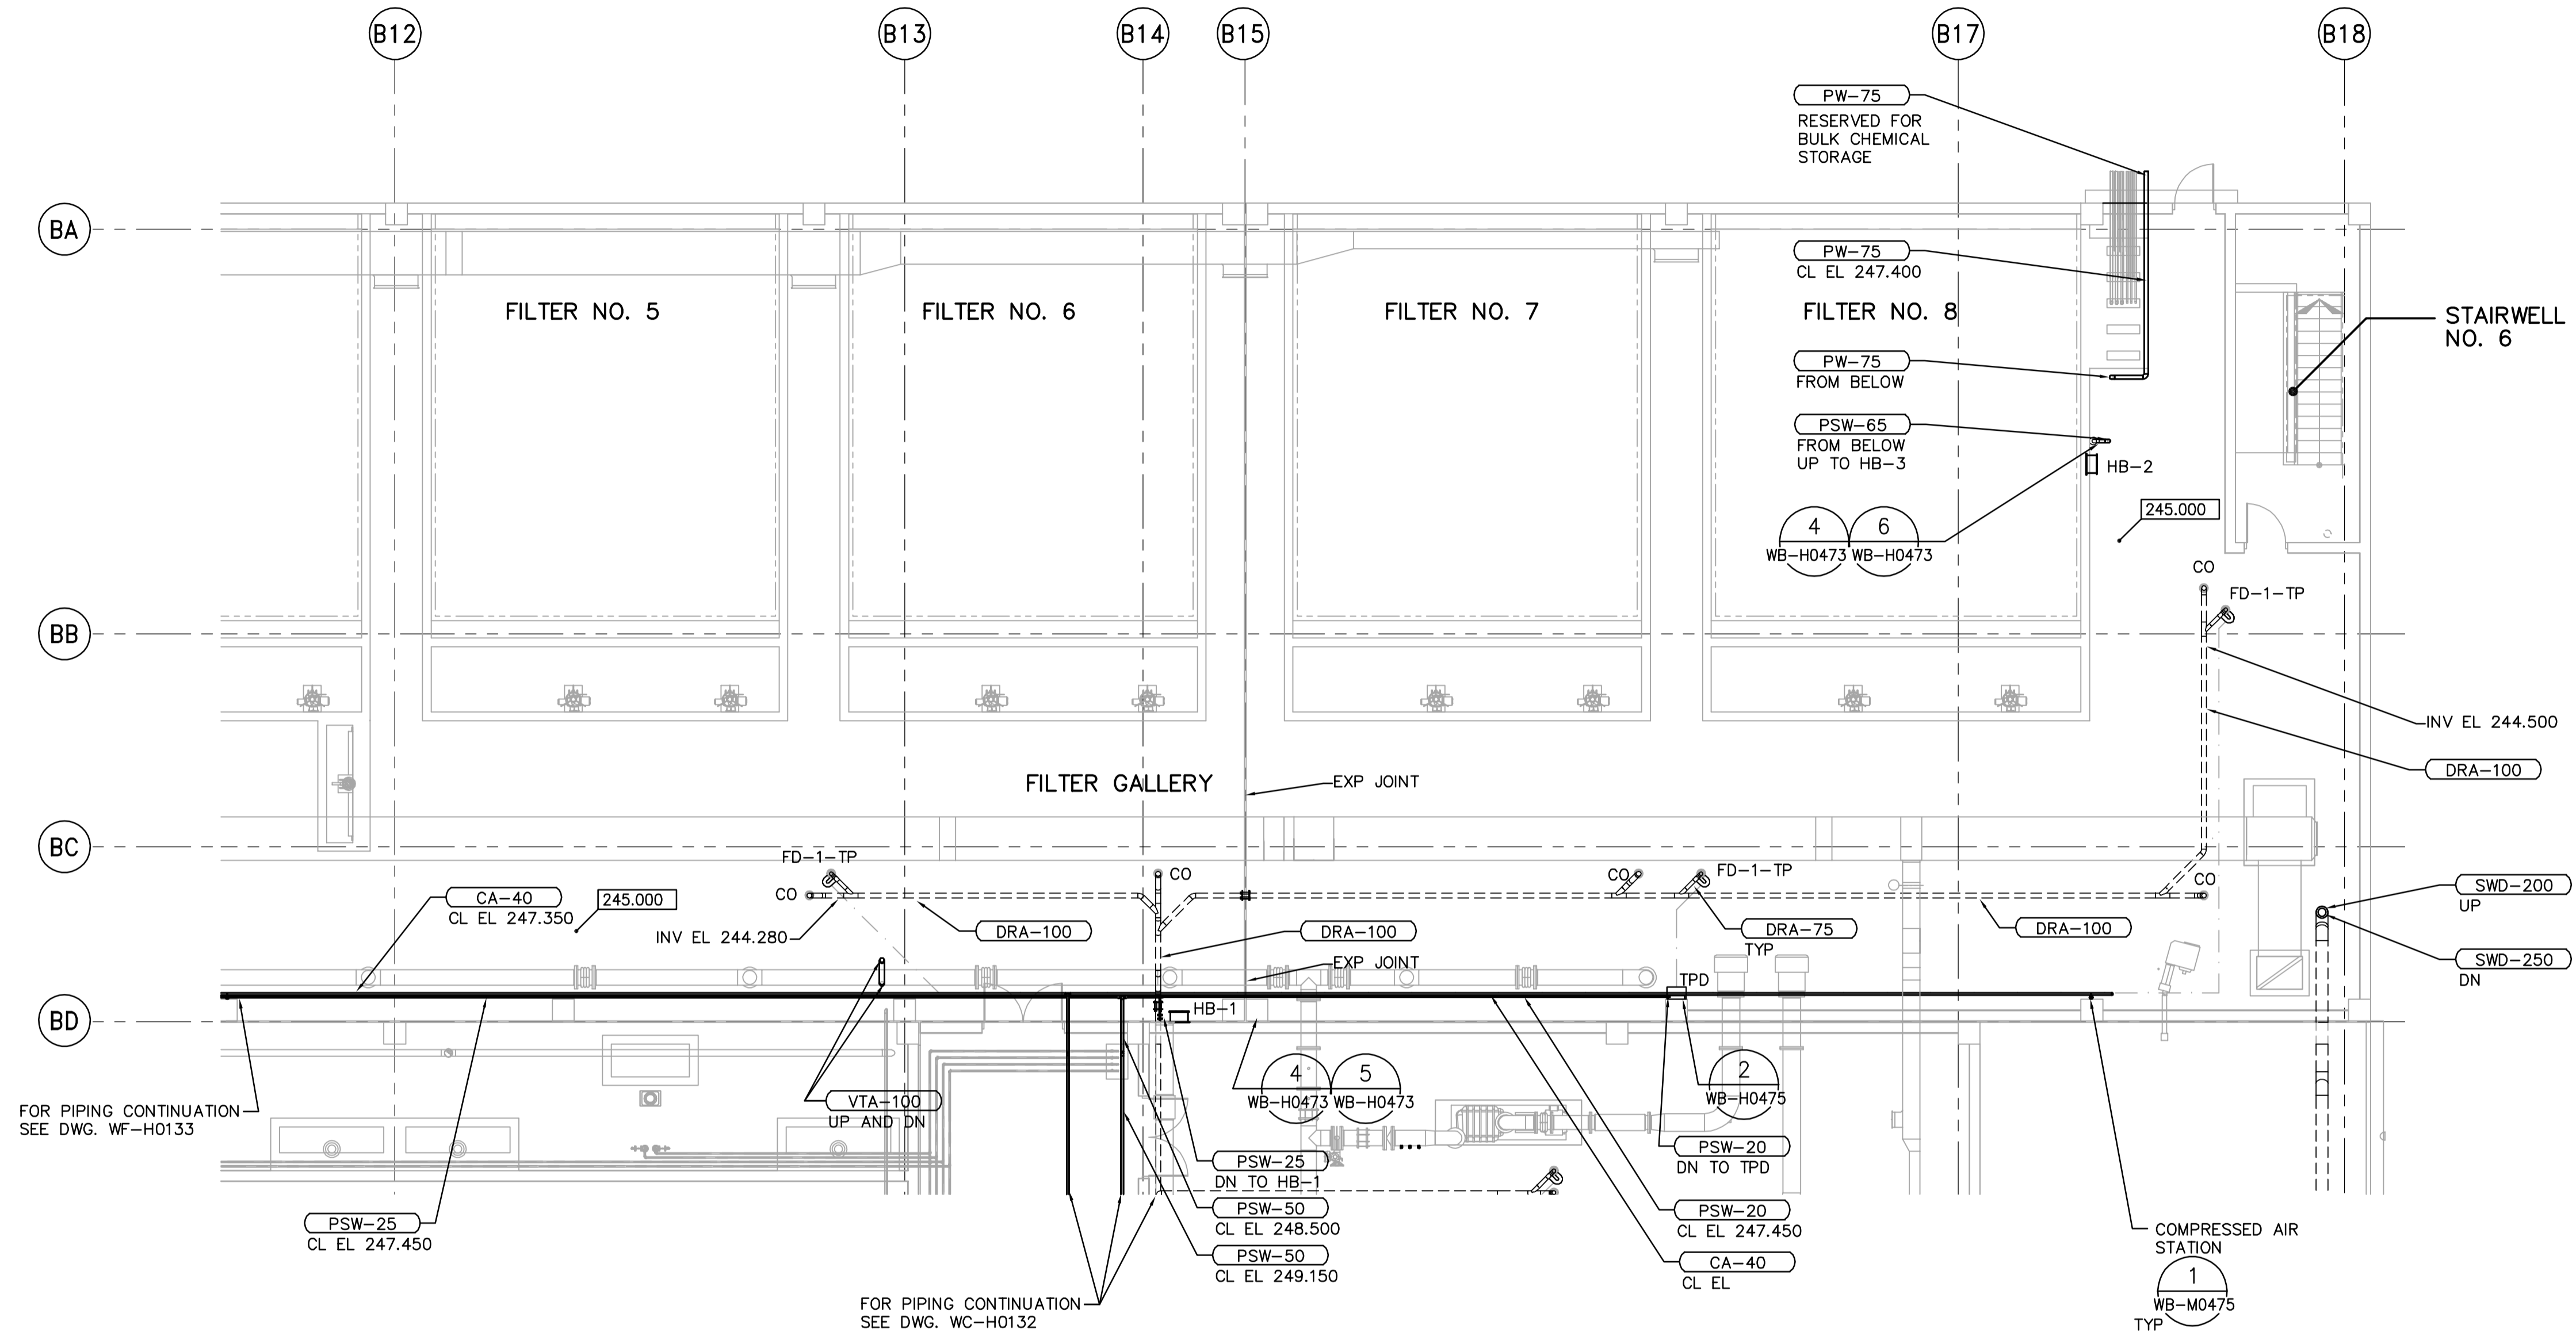 B12
B13
B14
B15
B17
B18
PW-75
RESERVED FOR
BULK CHEMICAL
STORAGE
BA
PW-75
CL EL 247.400
FILTER NO. 5
FILTER NO. 6
FILTER NO. 7
FILTER NO. 8
STAIRWELL
NO. 6
PW-75
FROM BELOW
PSW-65
FROM BELOW
UP TO HB-3
HB-2
245.000
4
WB-H0473
6
WB-H0473
CO
FD-1-TP
BB
INV EL 244.500
DRA-100
FILTER GALLERY
EXP JOINT
BC
FD-1-TP
CO
CO
CO
FD-1-TP
CO
CA-40
CL EL 247.350
245.000
INV EL 244.280
DRA-100
DRA-100
DRA-75
TYP
DRA-100
SWD-200
UP
SWD-250
DN
EXP JOINT
TPD
BD
HB-1
4
WB-H0473
5
WB-H0473
2
WB-H0475
FOR PIPING CONTINUATION
SEE DWG. WF-H0133
VTA-100
UP AND DN
PSW-25
DN TO HB-1
PSW-20
DN TO TPD
PSW-25
CL EL 247.450
PSW-50
CL EL 248.500
PSW-50
CL EL 249.150
PSW-20
CL EL 247.450
CA-40
CL EL
COMPRESSED AIR
STATION
1
WB-M0475
TYP
FOR PIPING CONTINUATION
SEE DWG. WC-H0132